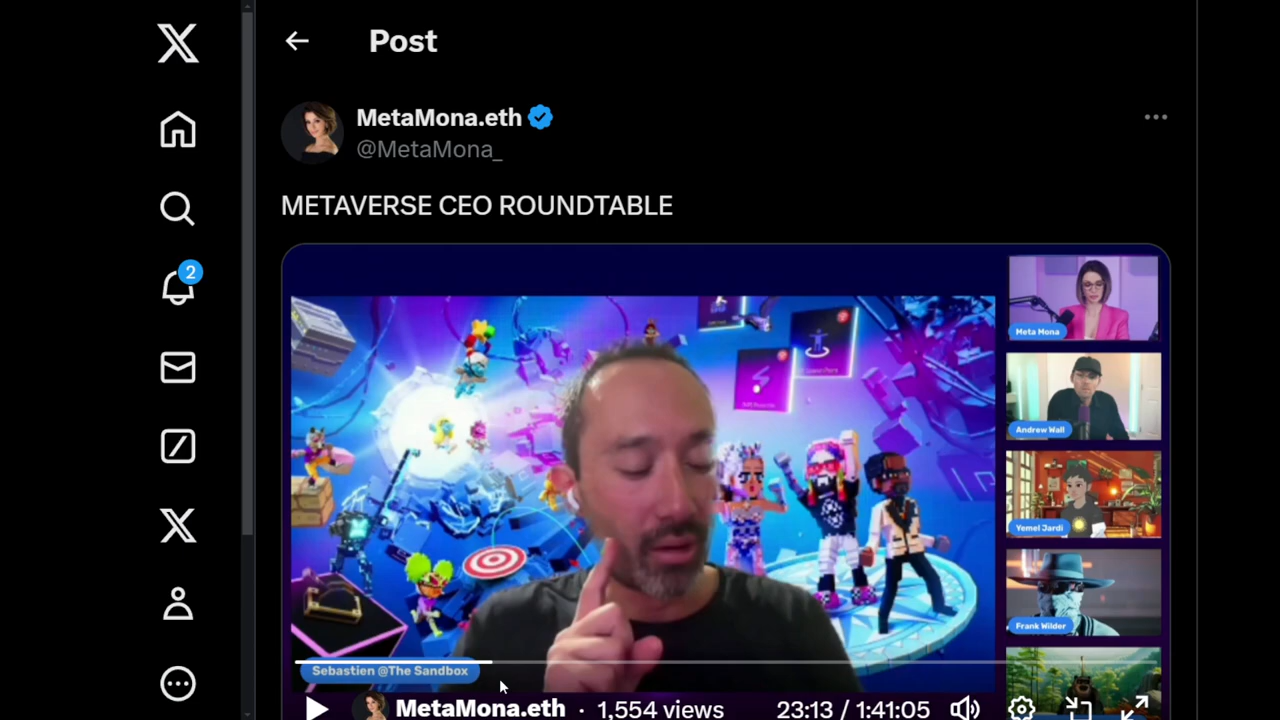 Post
MetaMona.eth
@MetaMona_
2
METAVERSE CEO ROUNDTABLE
Meta Mona
Andrew Wall
Yemel Jardi
Frank Wilder
Sebastien @The Sandbox
MetaMona.eth · 1,554 views 23:13 / 1:41:05